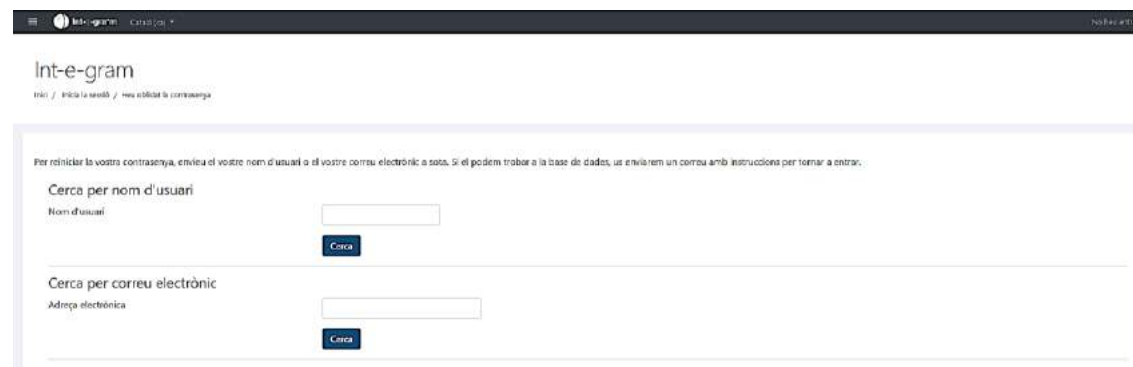 Int-e-gram Català (ca)
Int-e-gram
Inici / Inicia la sessió / Heu oblidat la contrasenya
Per reiniciar la vostra contrasenya, envieu el vostre nom d'usuari o el vostre correu electrònic a sota. Si el podem trobar a la base de dades, us enviarem un correu amb instruccions per tornar a entrar.
Cerca per nom d'usuari
Nom d'usuari
Cerca
Cerca per correu electrònic
Adreça electrònica
Cerca